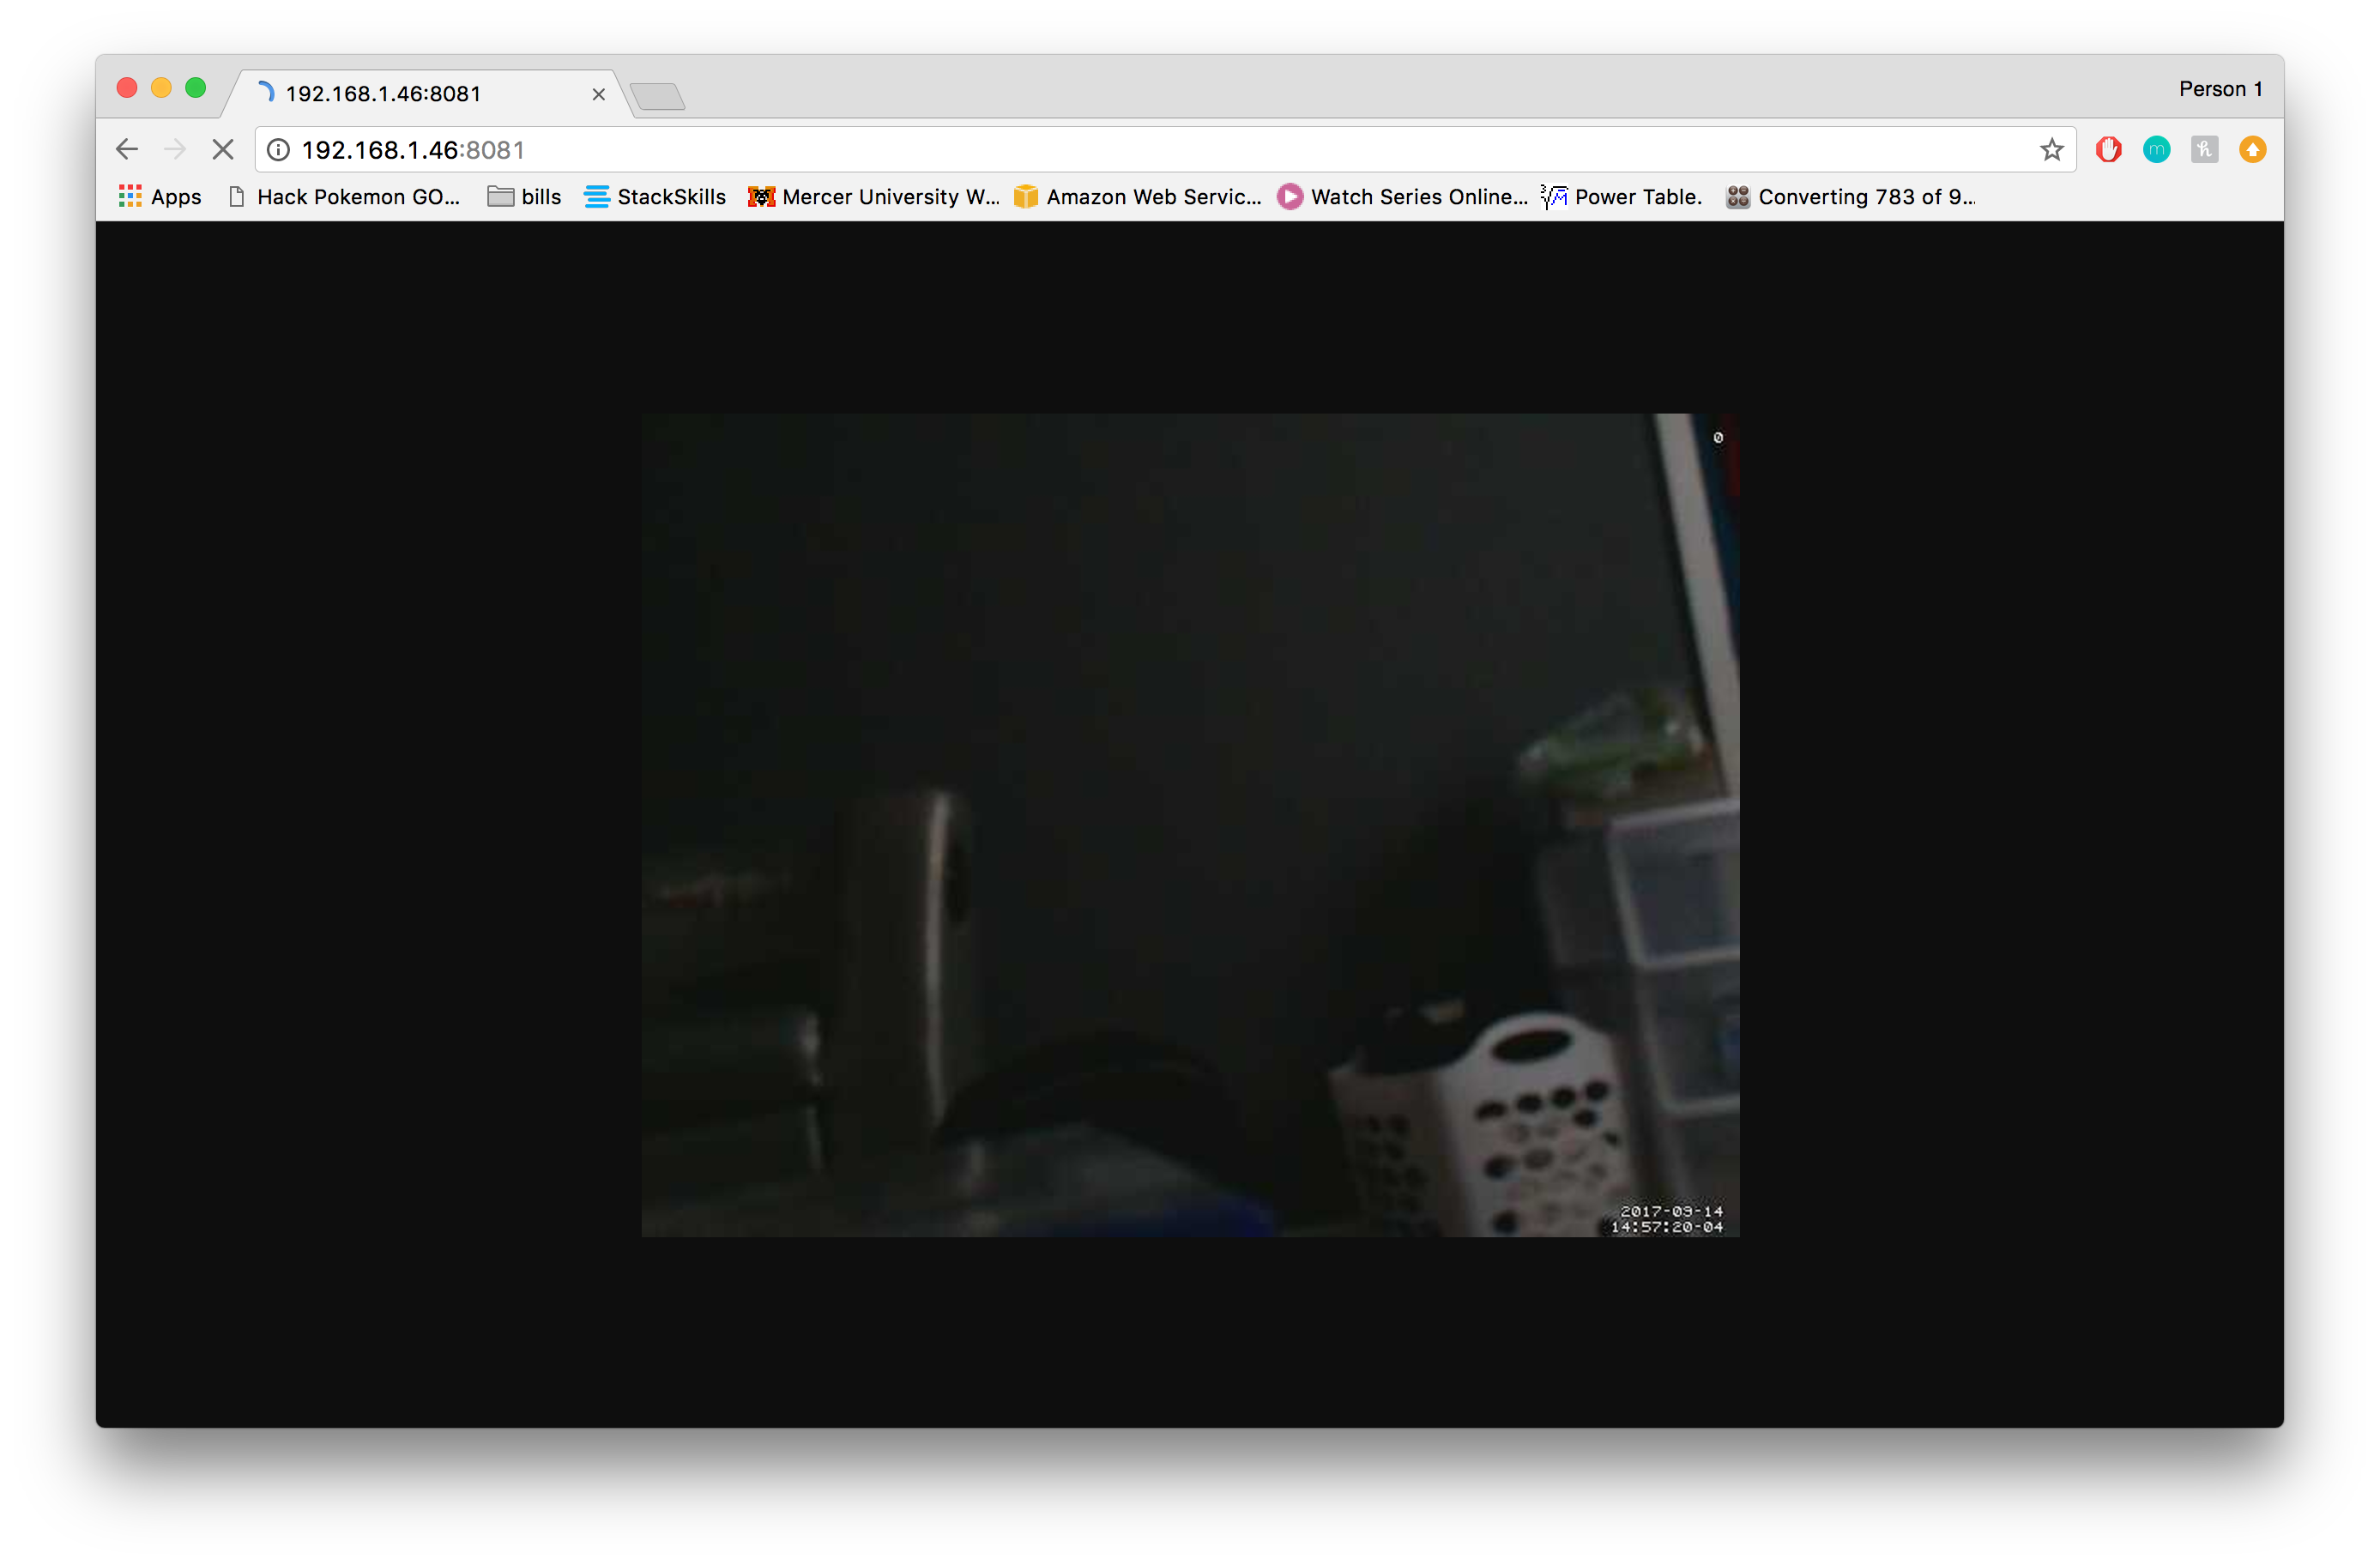 192.168.1.46:8081
Person 1
192.168.1.46:8081
Apps Hack Pokemon GO... bills StackSkills Mercer University W... Amazon Web Servic... Watch Series Online... Power Table. Converting 783 of 9...
0
2017-09-14
14:57:20-04